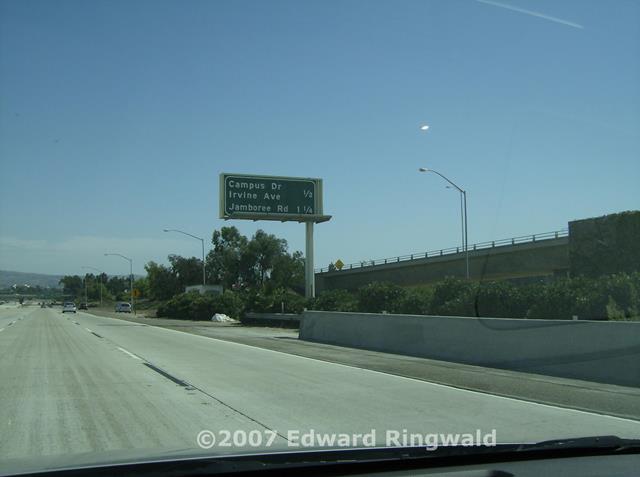 Campus Dr
Irvine Ave 1/2
Jamboree Rd 1 1/4
©2007 Edward Ringwald